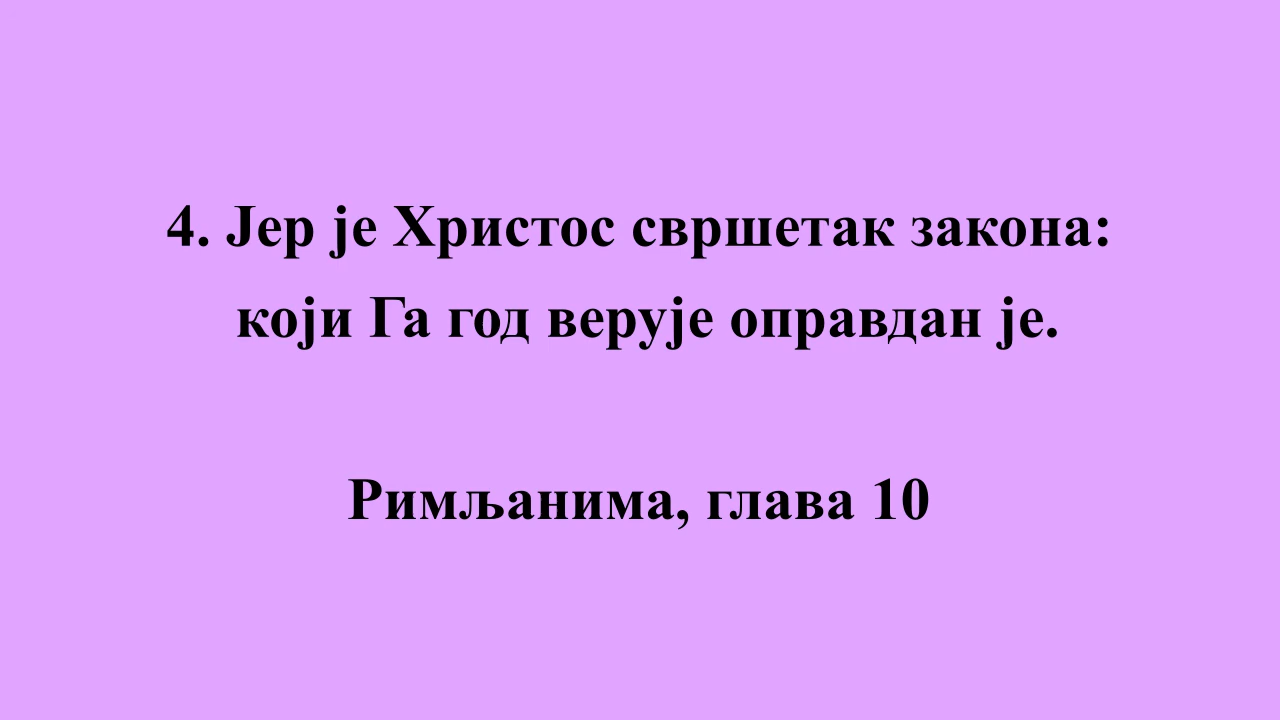 4. Јер је Христос свршетак закона:
који Га год верује оправдан је.
Римљанима, глава 10